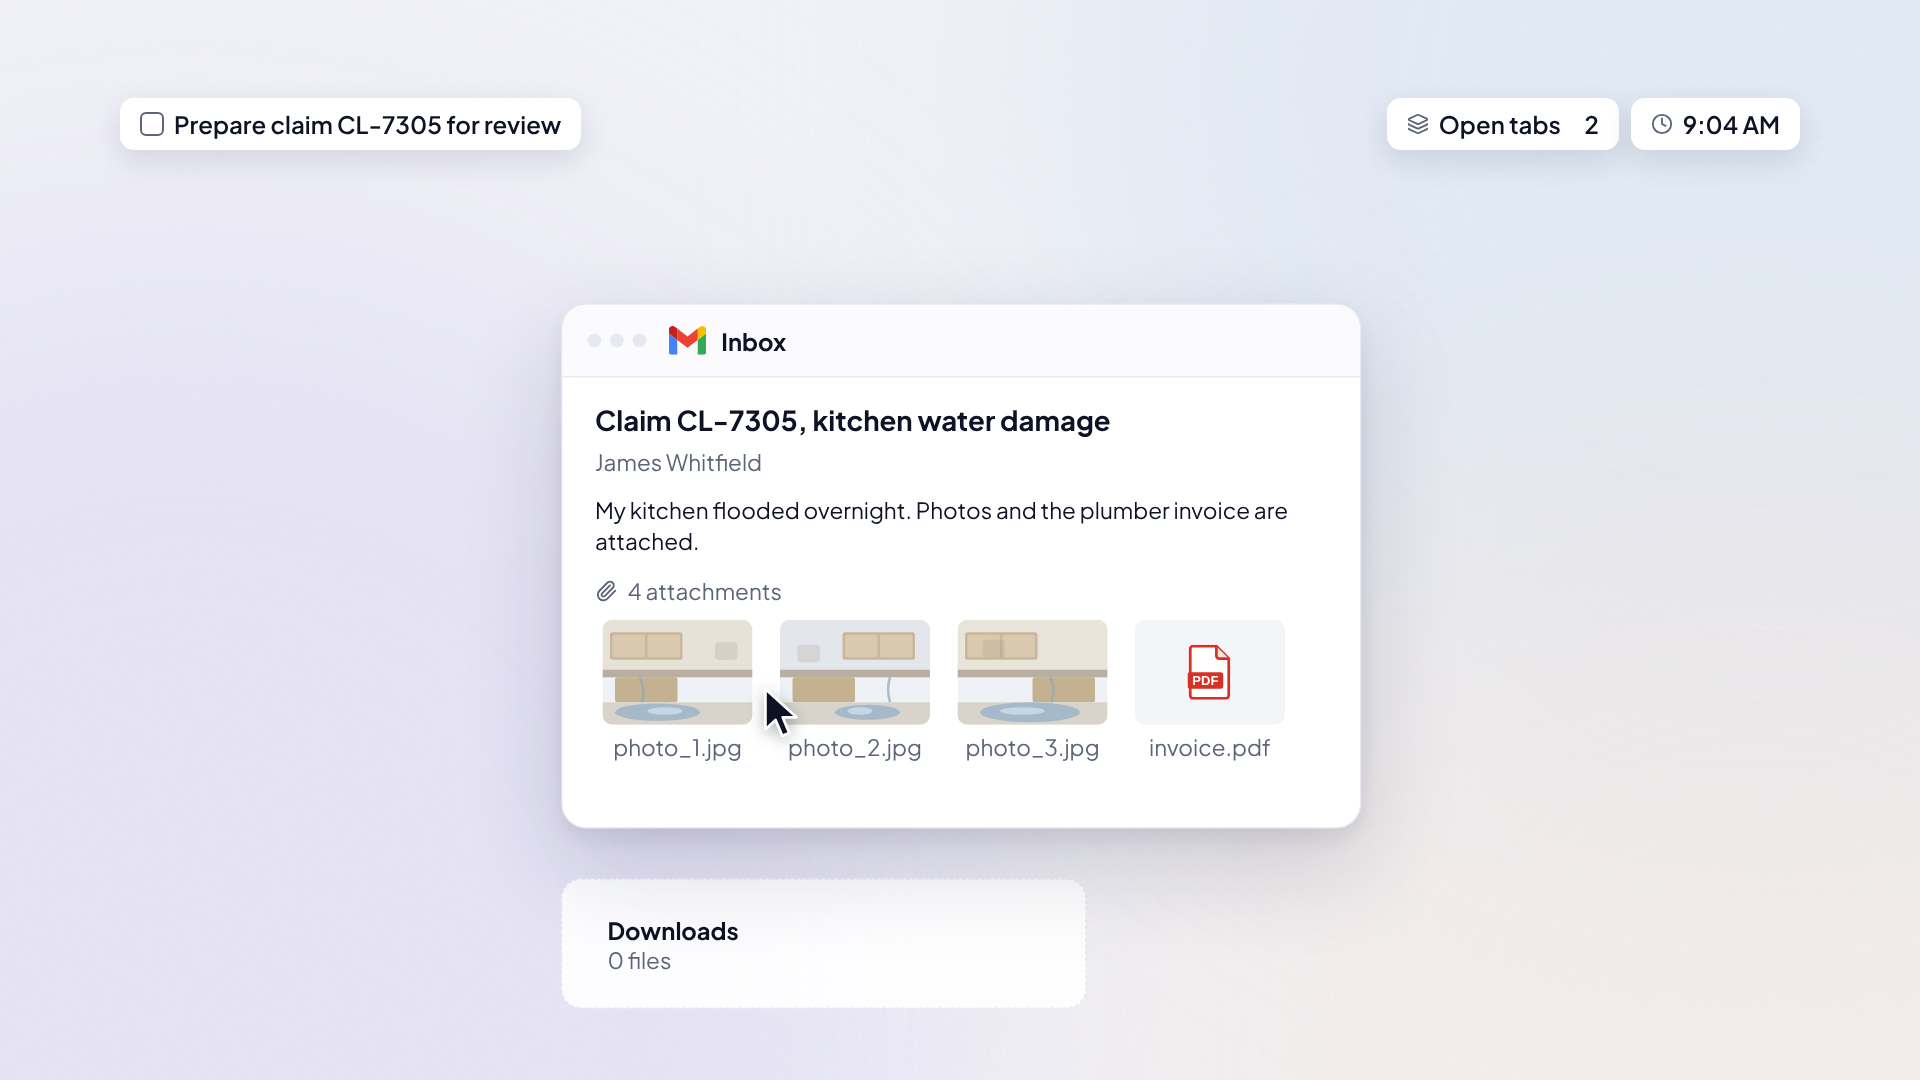 Prepare claim CL-7305 for review
Open tabs 2
9:04 AM
Inbox
Claim CL-7305, kitchen water damage
James Whitfield
My kitchen flooded overnight. Photos and the plumber invoice are
attached.
4 attachments
PDF
photo_1.jpg photo_2.jpg photo_3.jpg invoice.pdf
Downloads
0 files